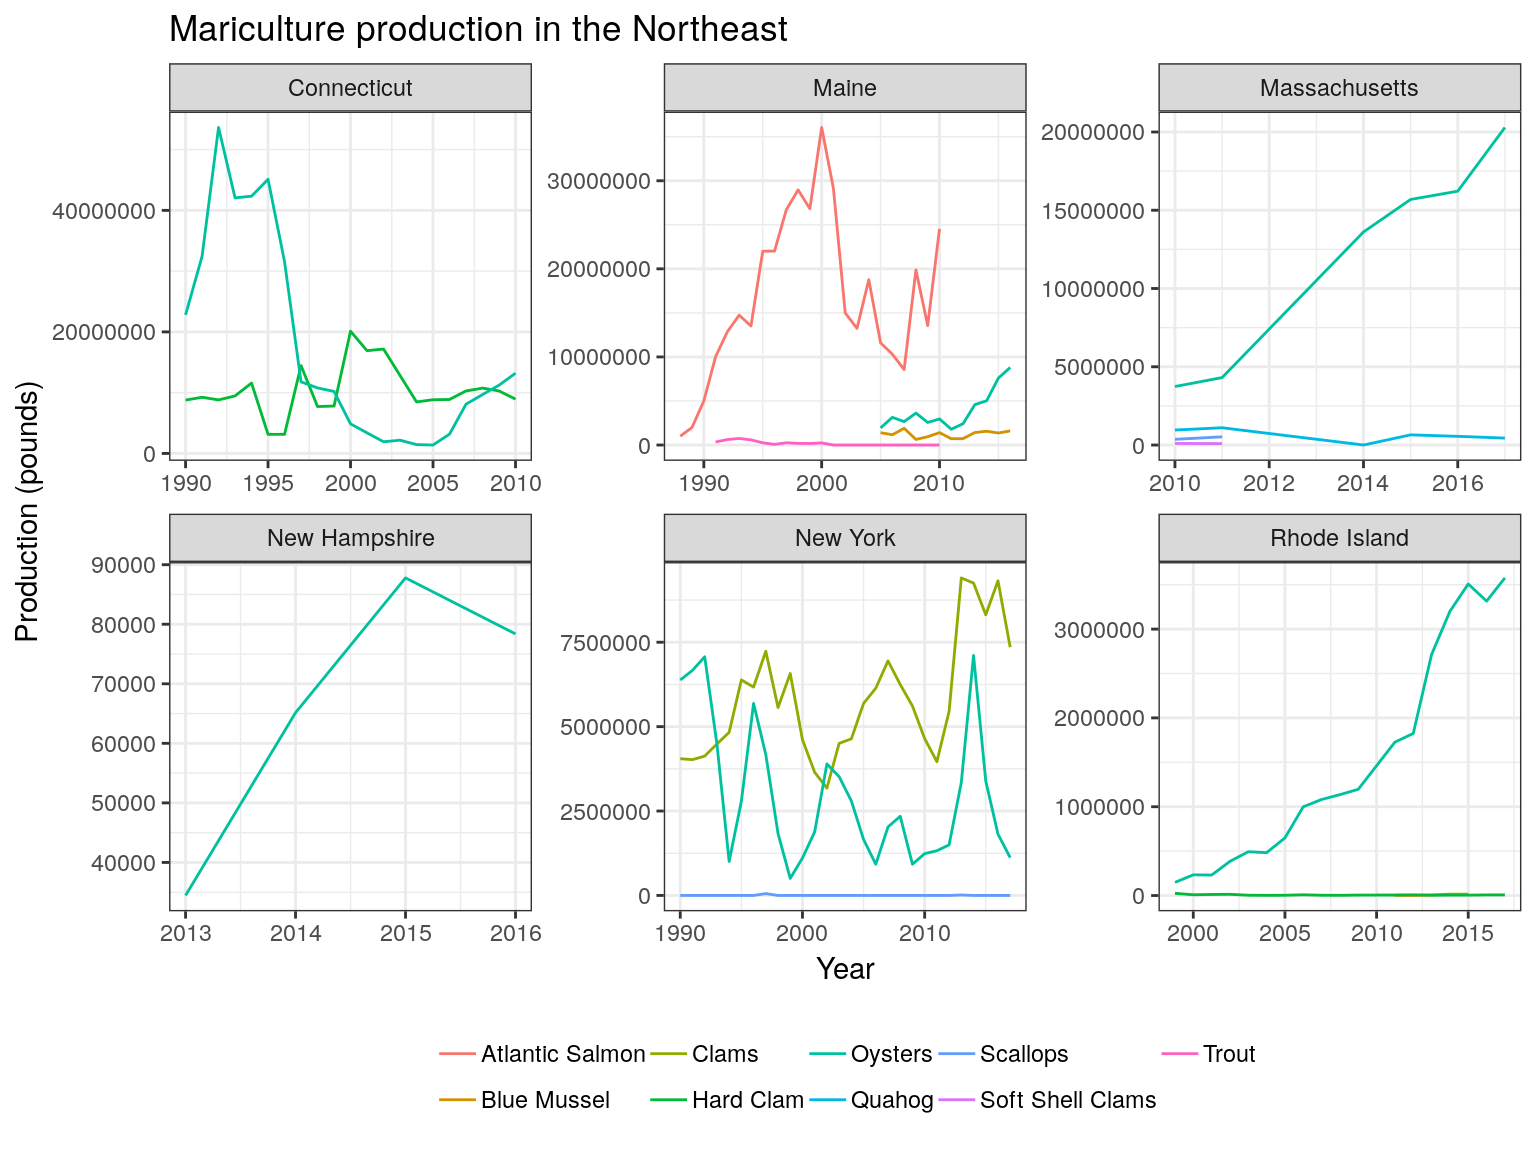 Mariculture production in the Northeast
Connecticut
Maine
Massachusetts
40000000
20000000
0
1990 1995 2000 2005 2010
30000000
20000000
10000000
0
1990 2000 2010
20000000
15000000
10000000
5000000
0
2010 2012 2014 2016
Production (pounds)
New Hampshire
New York
Rhode Island
90000
80000
70000
60000
50000
40000
2013 2014 2015 2016
7500000
5000000
2500000
0
1990 2000 2010
3000000
2000000
1000000
0
2000 2005 2010 2015
Year
Atlantic Salmon Clams Oysters Scallops Trout
Blue Mussel Hard Clam Quahog Soft Shell Clams